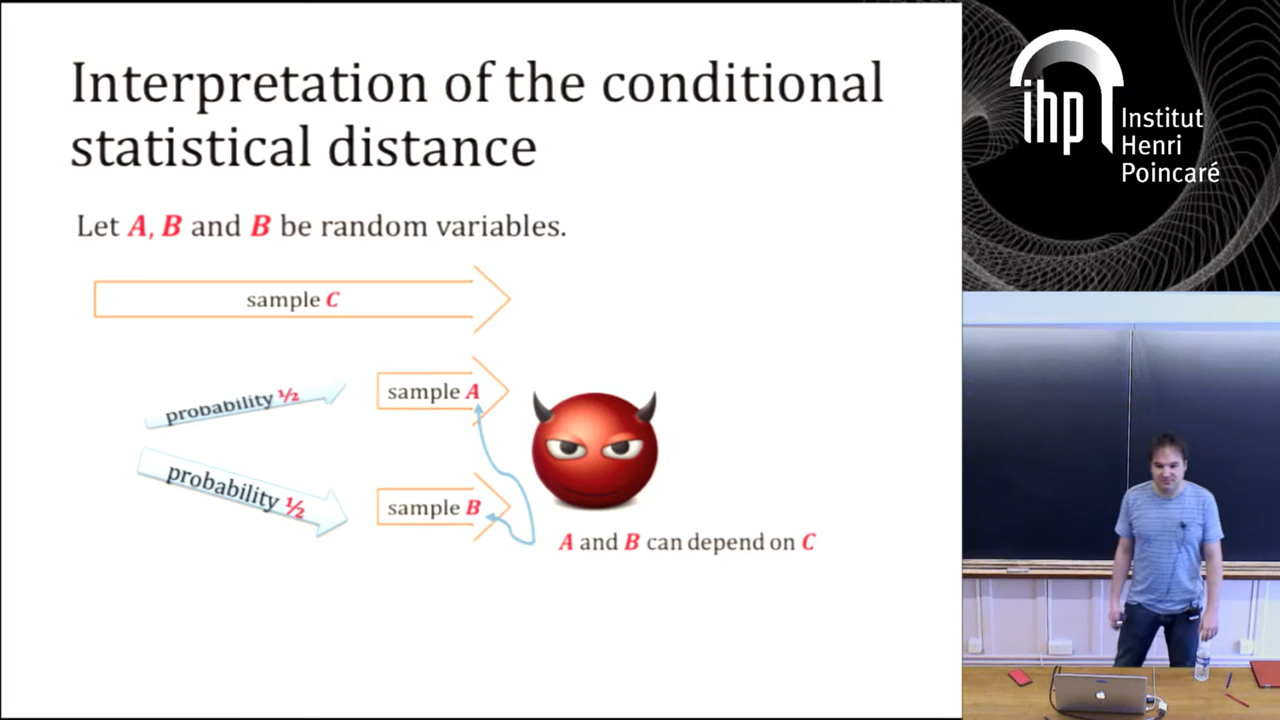 Interpretation of the conditional
statistical distance
Let A, B and B be random variables.
sample C
probability ½
sample A
probability ½
sample B
A and B can depend on C
ihp
Institut
Henri
Poincaré